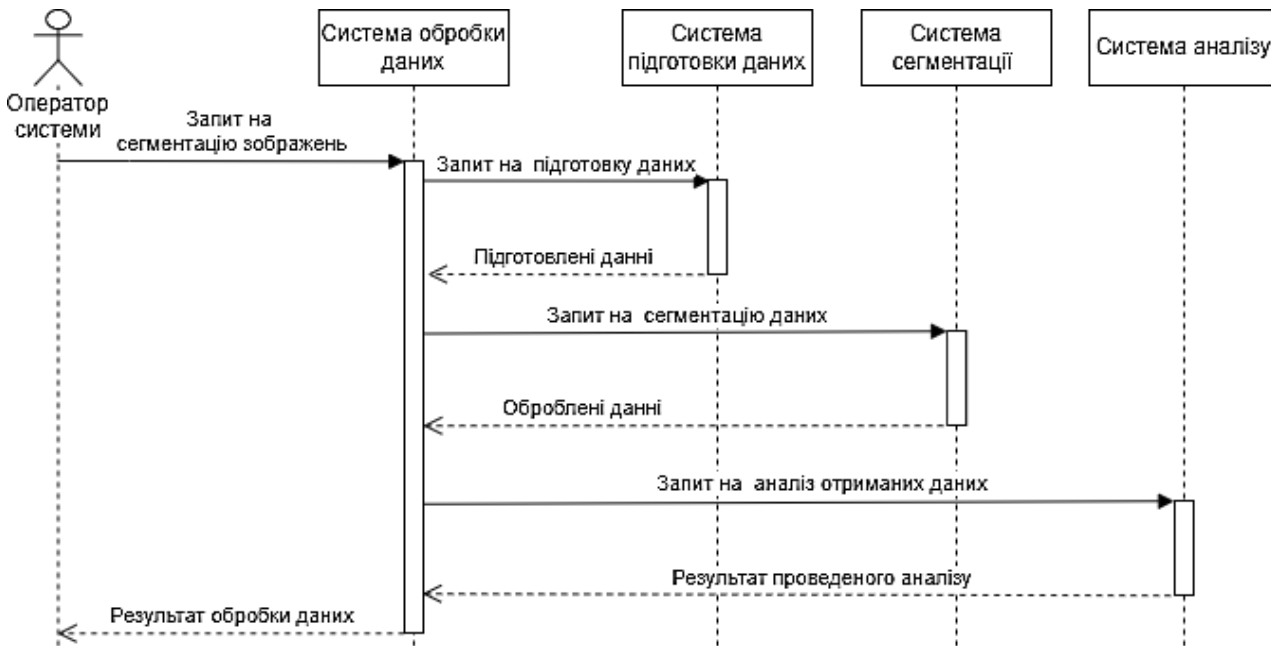 Оператор
системи
Система обробки
даних
Система
підготовки даних
Система
сегментації
Система аналізу
Запит на
сегментацію зображень
Запит на підготовку даних
Підготовлені данні
Запит на сегментацію даних
Оброблені данні
Запит на аналіз отриманих даних
Результат проведеного аналізу
Результат обробки даних